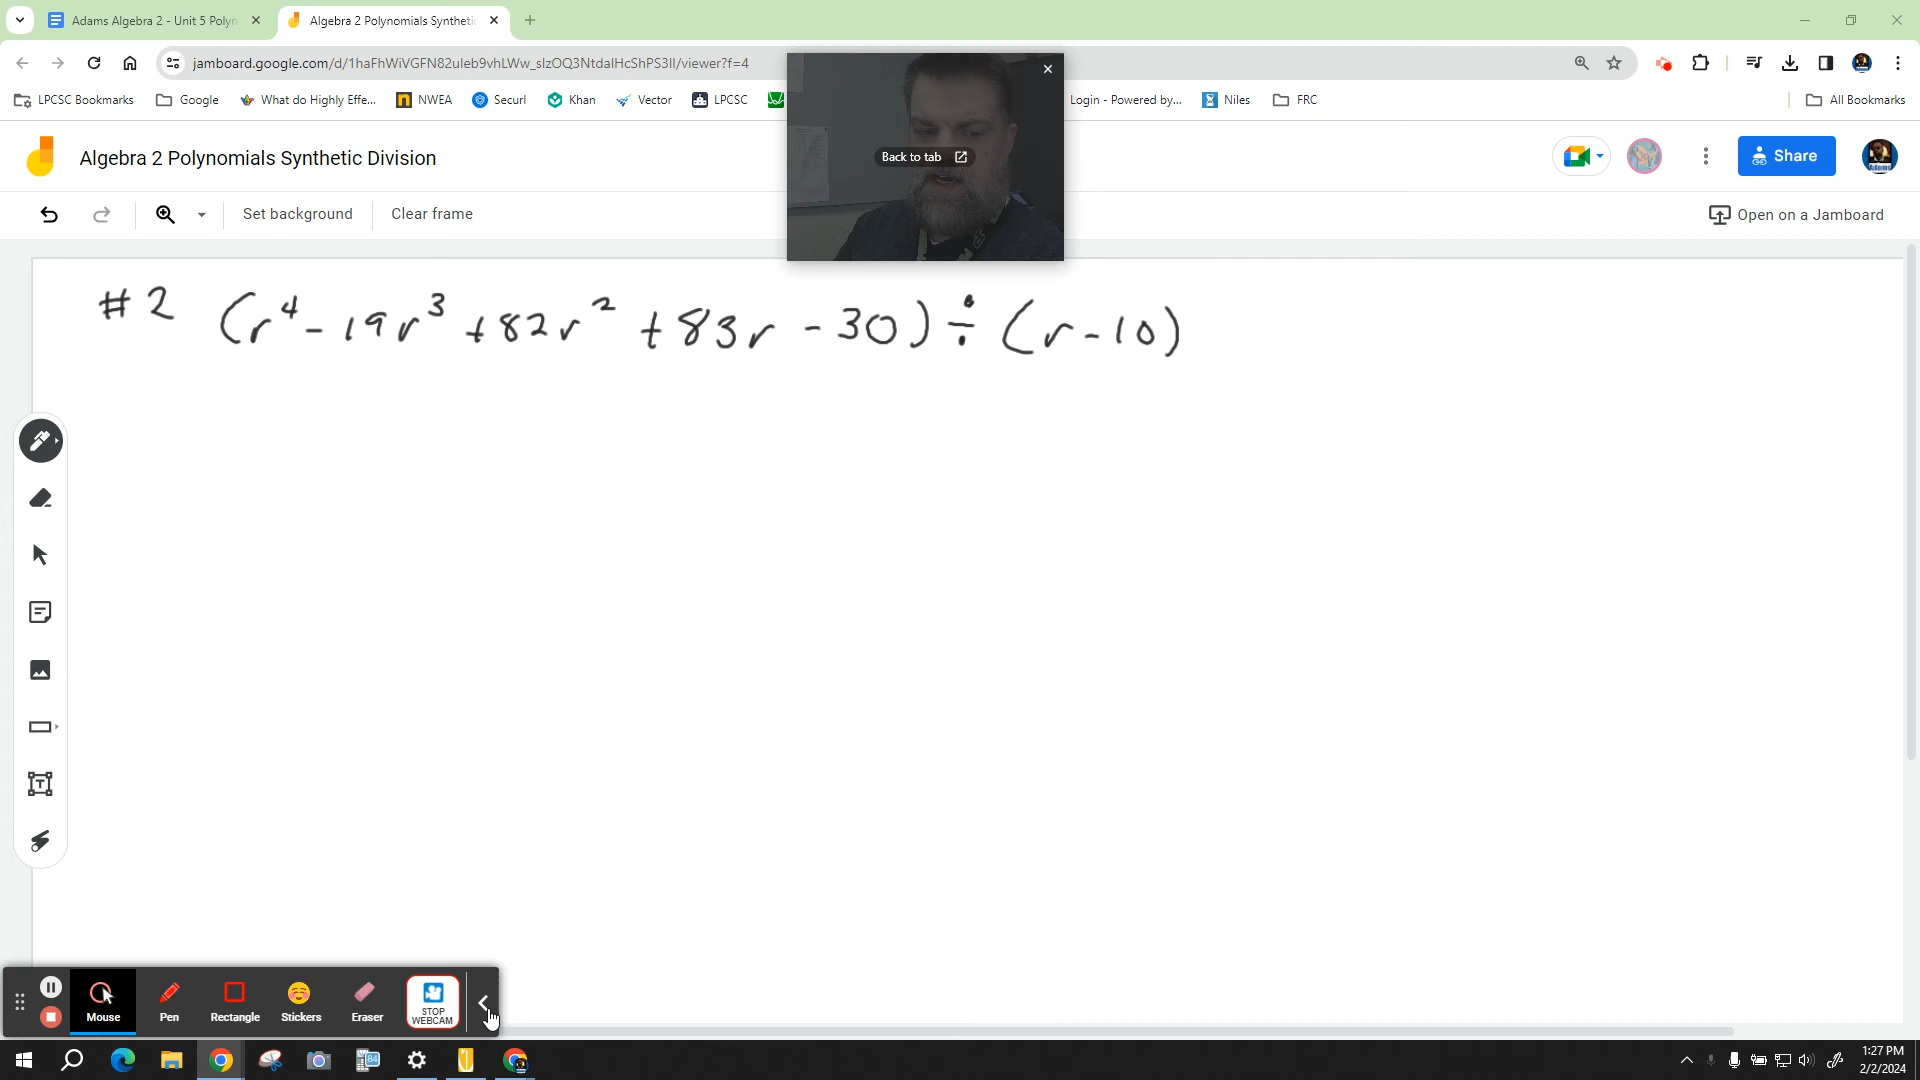 Adams Algebra 2 - Unit 5 Polyn
Algebra 2 Polynomials Syntheti
jamboard.google.com/d/1haFhWiVGFN82uleb9vhLWw_slzOQ3NtdalHcShPS3lI/viewer?f=4
LPCSC Bookmarks
Google
What do Highly Effe...
NWEA
Securl
Khan
Vector
LPCSC
Login - Powered by...
Niles
FRC
All Bookmarks
Back to tab
Algebra 2 Polynomials Synthetic Division
Share
Set background
Clear frame
Open on a Jamboard
#2 (r⁴ - 19r³ + 82r² + 83r - 30) ÷ (r - 10)
Mouse
Pen
Rectangle
Stickers
Eraser
STOP
WEBCAM
1:27 PM
2/2/2024